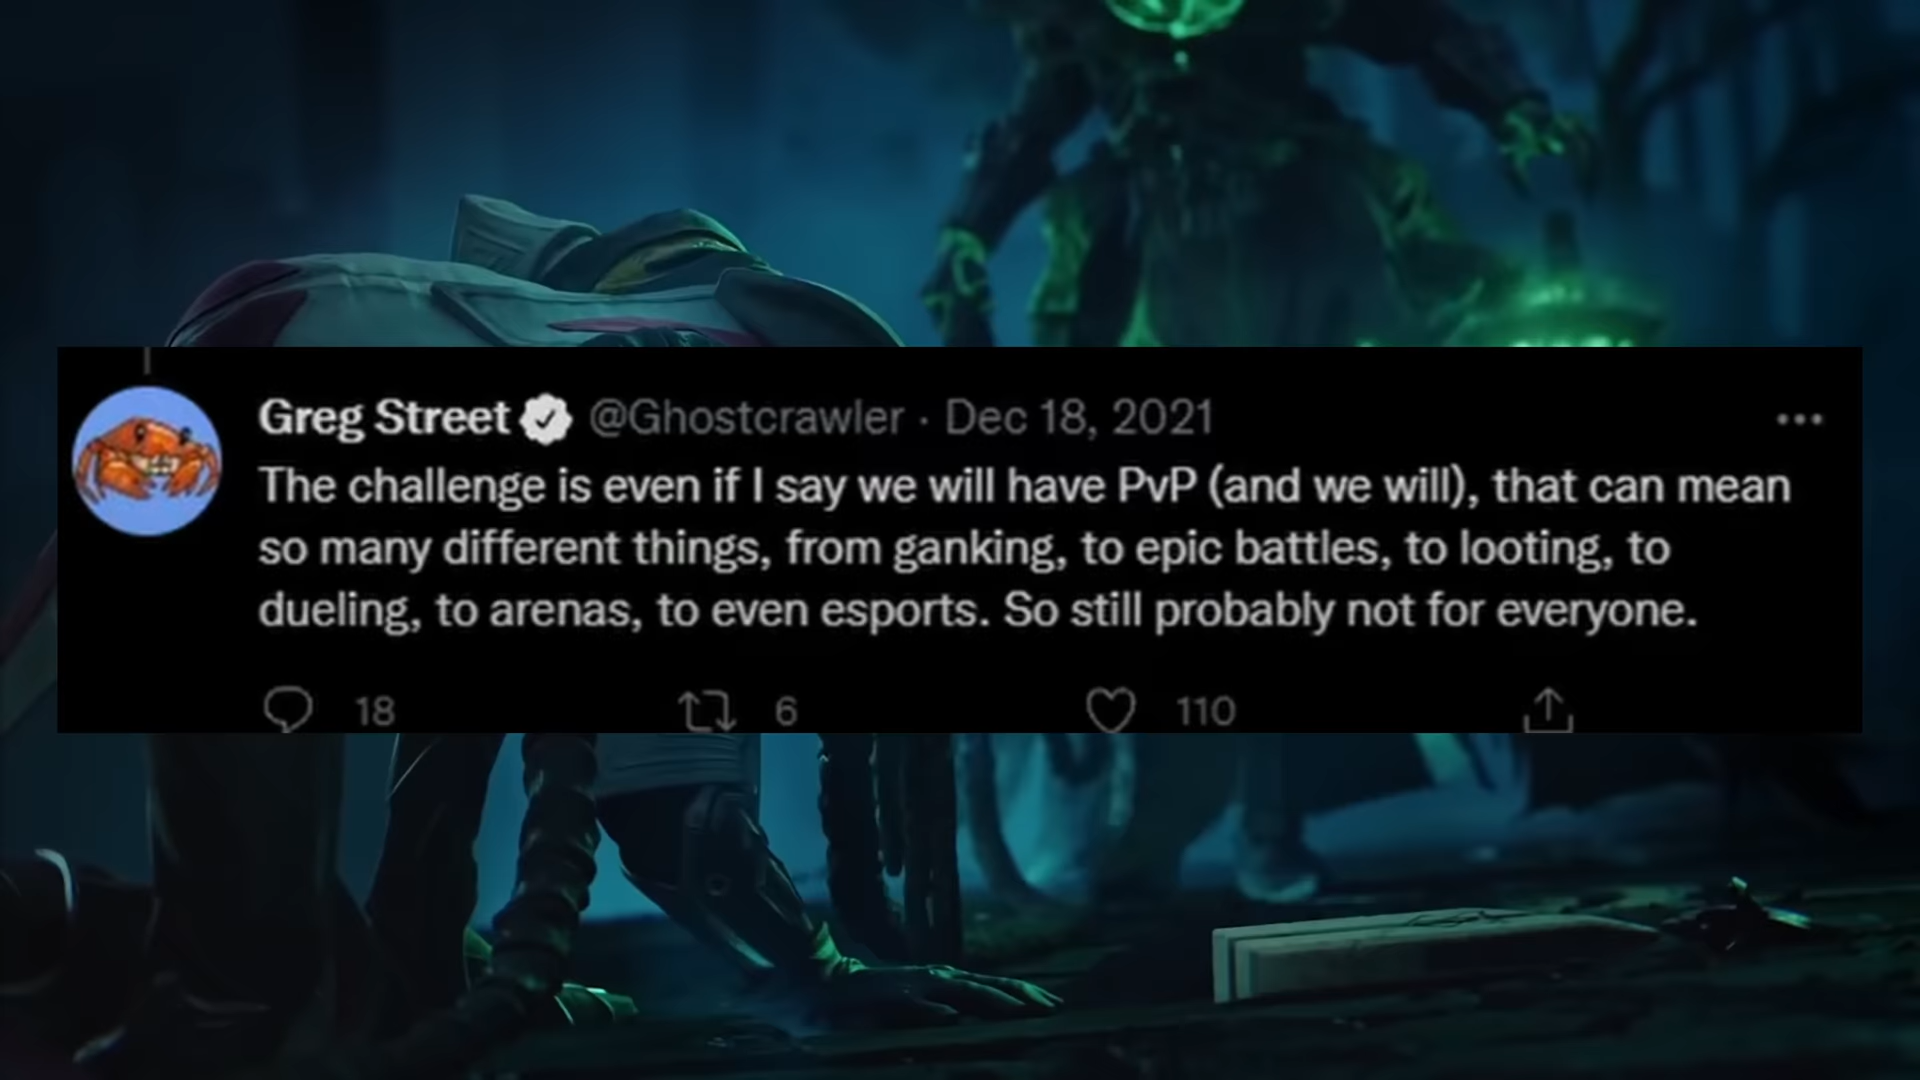 Greg Street @Ghostcrawler · Dec 18, 2021
The challenge is even if I say we will have PvP (and we will), that can mean
so many different things, from ganking, to epic battles, to looting, to
dueling, to arenas, to even esports. So still probably not for everyone.
18 6 110